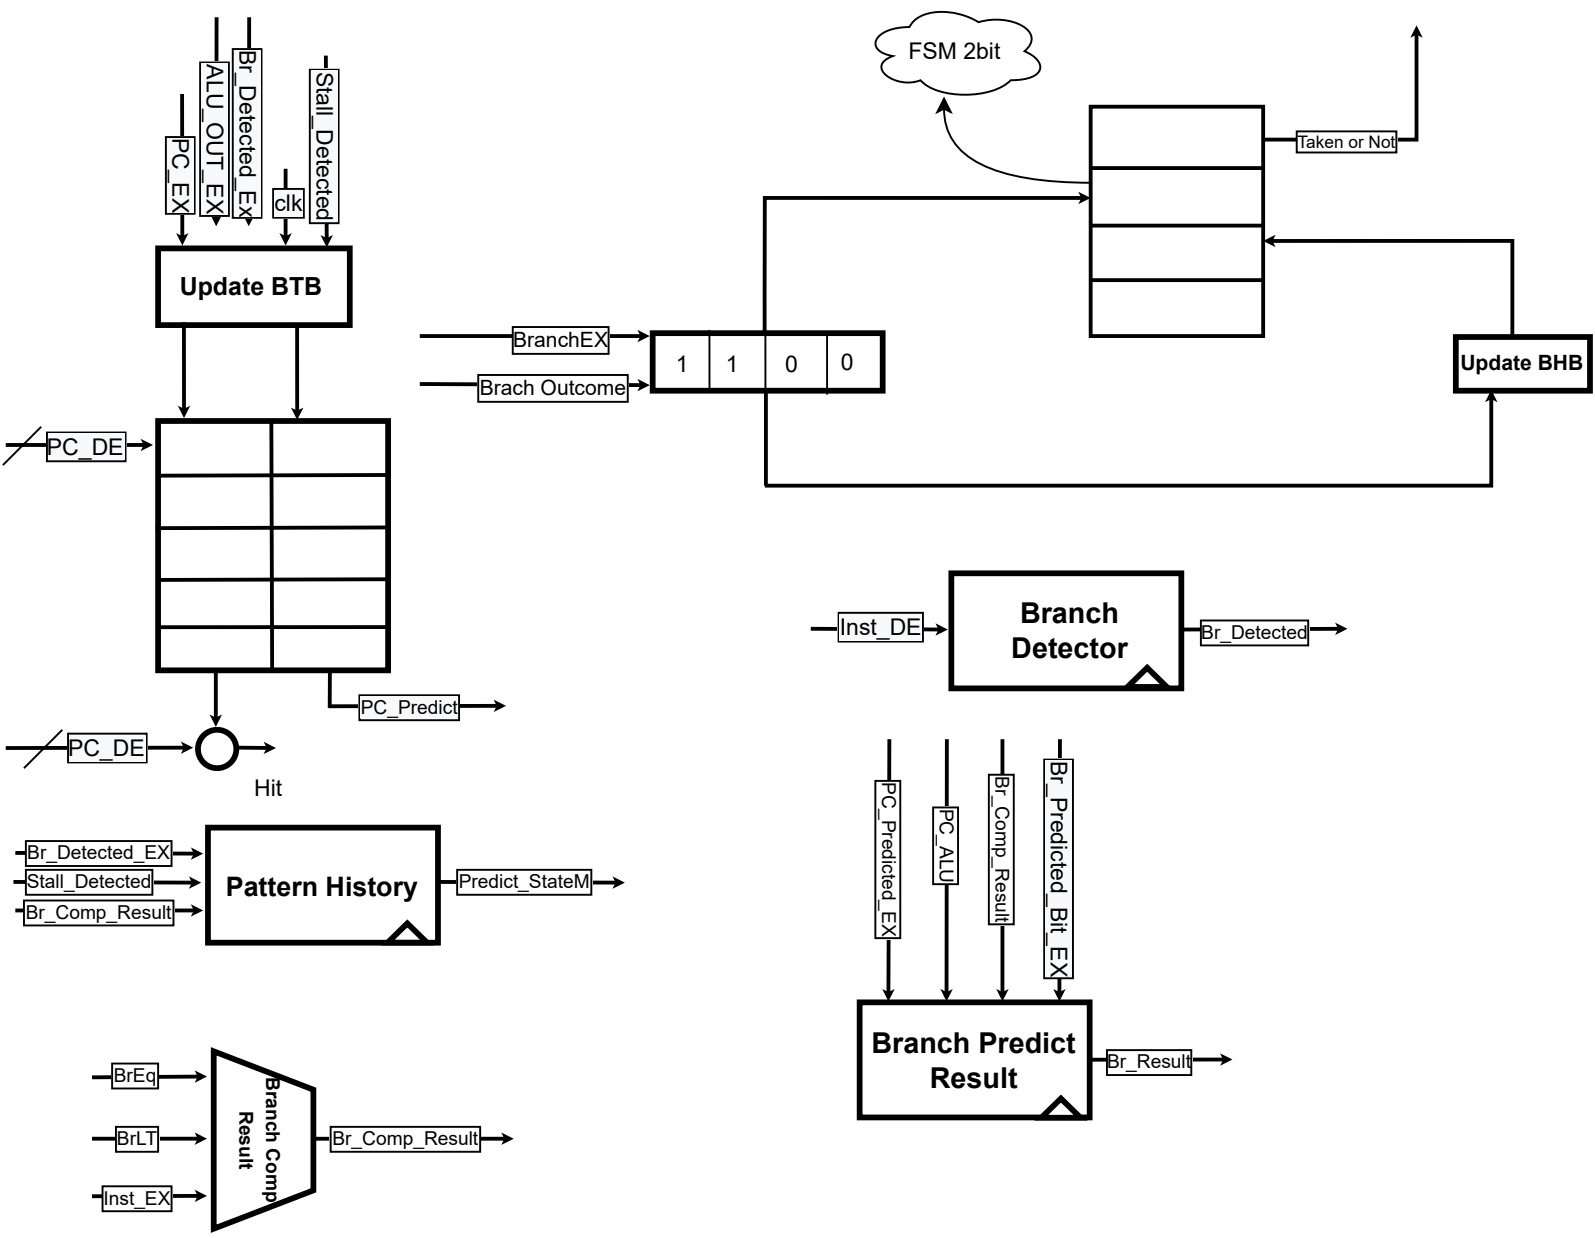 FSM 2bit
Br_Detected_Ex
ALU_OUT_EX
Stall_Detected
PC_EX
clk
Taken or Not
Update BTB
BranchEX
1 1 0 0
Brach Outcome
Update BHB
PC_DE
Inst_DE
Branch
Detector
Br_Detected
PC_Predict
PC_DE
Hit
PC_Predicted_EX
PC_ALU
Br_Comp_Result
Br_Predicted_Bit_EX
Br_Detected_EX
Stall_Detected
Br_Comp_Result
Pattern History
Predict_StateM
Branch Predict
Result
Br_Result
BrEq
BrLT
Inst_EX
Branch Comp
Result
Br_Comp_Result